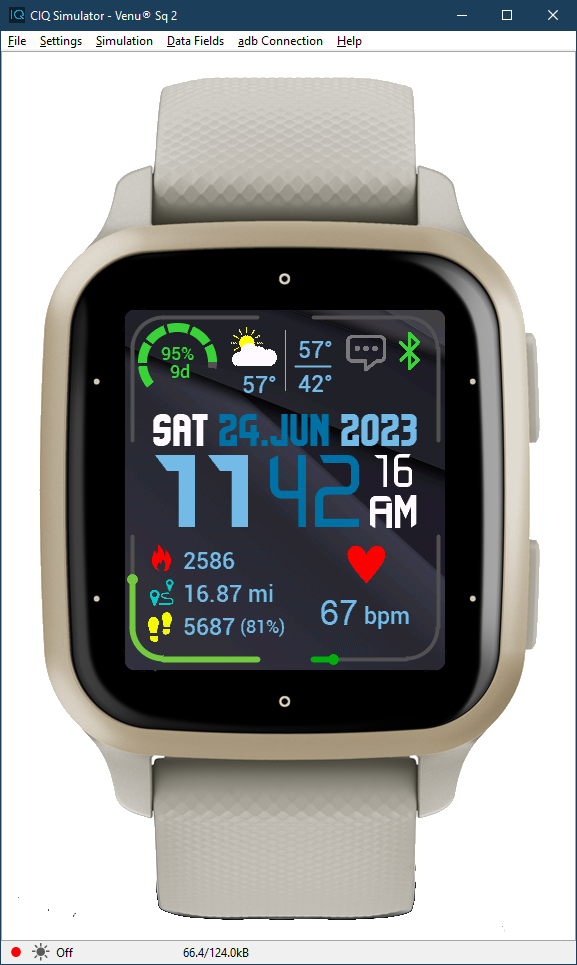 CIQ Simulator - Venu® Sq 2
File Settings Simulation Data Fields adb Connection Help
95%
9d
57°
57°
42°
SAT 24.JUN 2023
11 42 16
AM
2586
16.87 mi
5687 (81%)
67 bpm
Off 66.4/124.0kB